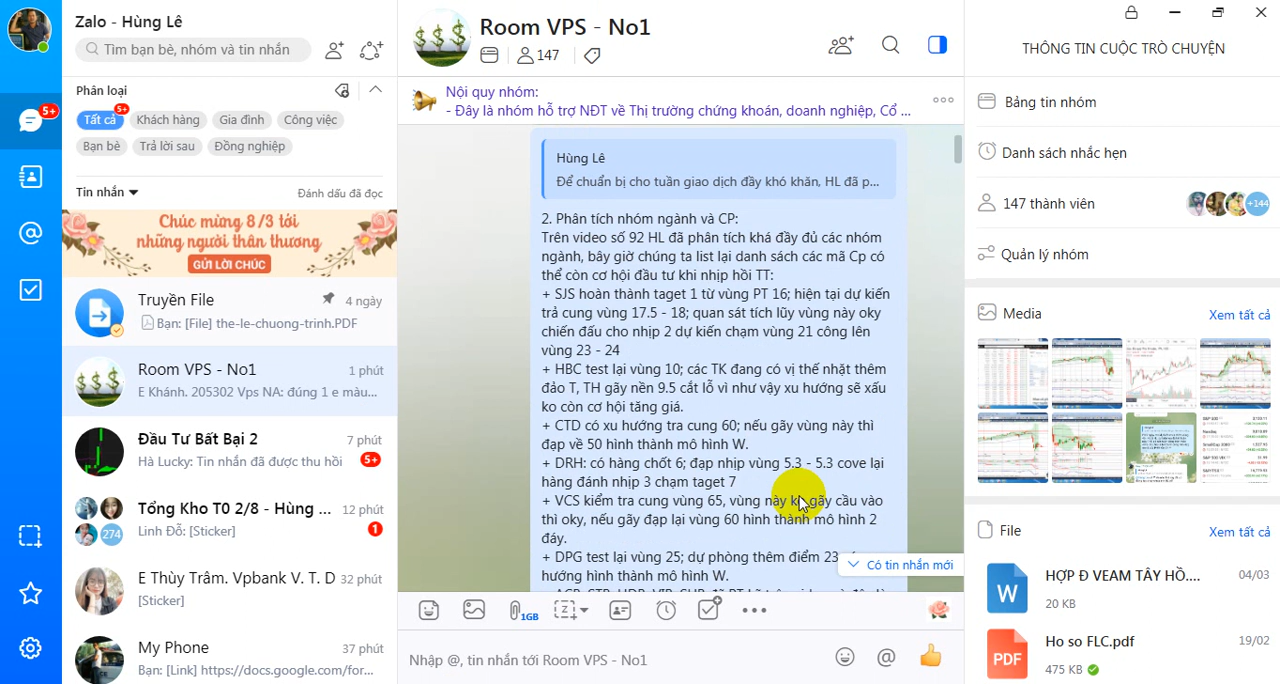 Zalo - Hùng Lê
Tìm bạn bè, nhóm và tin nhắn
Phân loại
Tất cả
5+
Khách hàng
Gia đình
Công việc
Bạn bè
Trả lời sau
Đồng nghiệp
5+
Tin nhắn
Đánh dấu đã đọc
Chúc mừng 8/3 tới
những người thân thương
GỬI LỜI CHÚC
Truyền File
4 ngày
Bạn: [File] the-le-chuong-trinh.PDF
Room VPS - No1
1 phút
E Khánh. 205302 Vps NA: đúng 1 e màu...
Đầu Tư Bất Bại 2
7 phút
Hà Lucky: Tin nhắn đã được thu hồi
5+
Tổng Kho T0 2/8 - Hùng ...
12 phút
274
Linh Đỗ: [Sticker]
1
E Thùy Trâm. Vpbank V. T. D
32 phút
[Sticker]
My Phone
37 phút
Bạn: [Link] https://docs.google.com/for...
Room VPS - No1
147
Nội quy nhóm:
- Đây là nhóm hỗ trợ NĐT về Thị trường chứng khoán, doanh nghiệp, Cổ ...
Hùng Lê
Để chuẩn bị cho tuần giao dịch đầy khó khăn, HL đã p...
2. Phân tích nhóm ngành và CP:
Trên video số 92 HL đã phân tích khá đầy đủ các nhóm
ngành, bây giờ chúng ta list lại danh sách các mã Cp có
thể còn cơ hội đầu tư khi nhịp hồi TT:
+ SJS hoàn thành taget 1 từ vùng PT 16; hiện tại dự kiến
trả cung vùng 17.5 - 18; quan sát tích lũy vùng này oky
chiến đấu cho nhịp 2 dự kiến chạm vùng 21 công lên
vùng 23 - 24
+ HBC test lại vùng 10; các TK đang có vị thế nhặt thêm
đảo T, TH gãy nền 9.5 cắt lỗ vì như vậy xu hướng sẽ xấu
ko còn cơ hội tăng giá.
+ CTD có xu hướng tra cung 60; nếu gãy vùng này thì
đạp về 50 hình thành mô hình W.
+ DRH: có hàng chốt 6; đạp nhịp vùng 5.3 - 5.3 cove lại
hàng đánh nhịp 3 chạm taget 7
+ VCS kiểm tra cung vùng 65, vùng này gãy cầu vào
thì oky, nếu gãy đạp lại vùng 60 hình thành mô hình 2
đáy.
+ DPG test lại vùng 25; dự phòng thêm điểm 23
hướng hình thành mô hình W.
Có tin nhắn mới
1GB
Nhập @, tin nhắn tới Room VPS - No1
THÔNG TIN CUỘC TRÒ CHUYỆN
Bảng tin nhóm
Danh sách nhắc hẹn
147 thành viên
+144
Quản lý nhóm
Media
Xem tất cả
File
Xem tất cả
W
HỢP Đ VEAM TÂY HỒ....
04/03
20 KB
PDF
Ho so FLC.pdf
19/02
475 KB